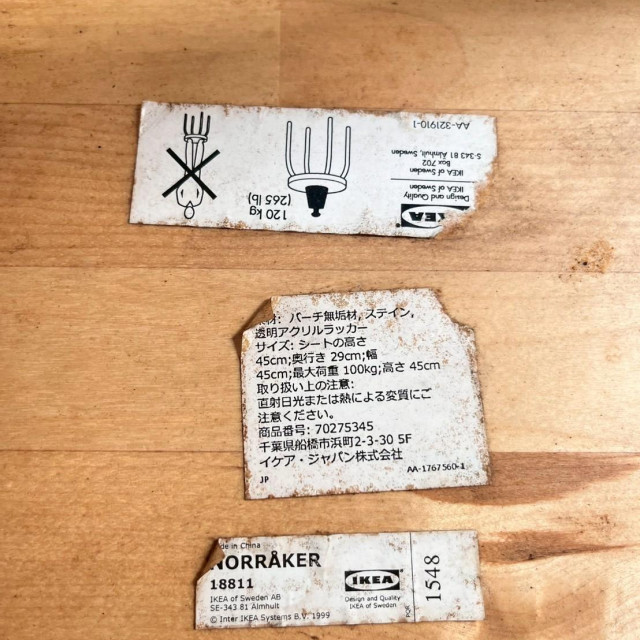 120 kg
(265 lb)
IKEA
Design and Quality
IKEA of Sweden
IKEA of Sweden
Box 702
S-343 81 Älmhult, Sweden
AA-321910-1
材: バーチ無垢材, ステイン,
透明アクリルラッカー
サイズ: シートの高さ
45cm;奥行き 29cm;幅
45cm;最大荷重 100kg;高さ 45cm
取り扱い上の注意:
直射日光または熱による変質にご
注意ください。
商品番号: 70275345
千葉県船橋市浜町2-3-30 5F
イケア・ジャパン株式会社
JP AA-1767560-1
in China
NORRÅKER
18811
IKEA of Sweden AB
SE-343 81 Älmhult
© Inter IKEA Systems B.V. 1999
IKEA
Design and Quality
IKEA of Sweden
1548